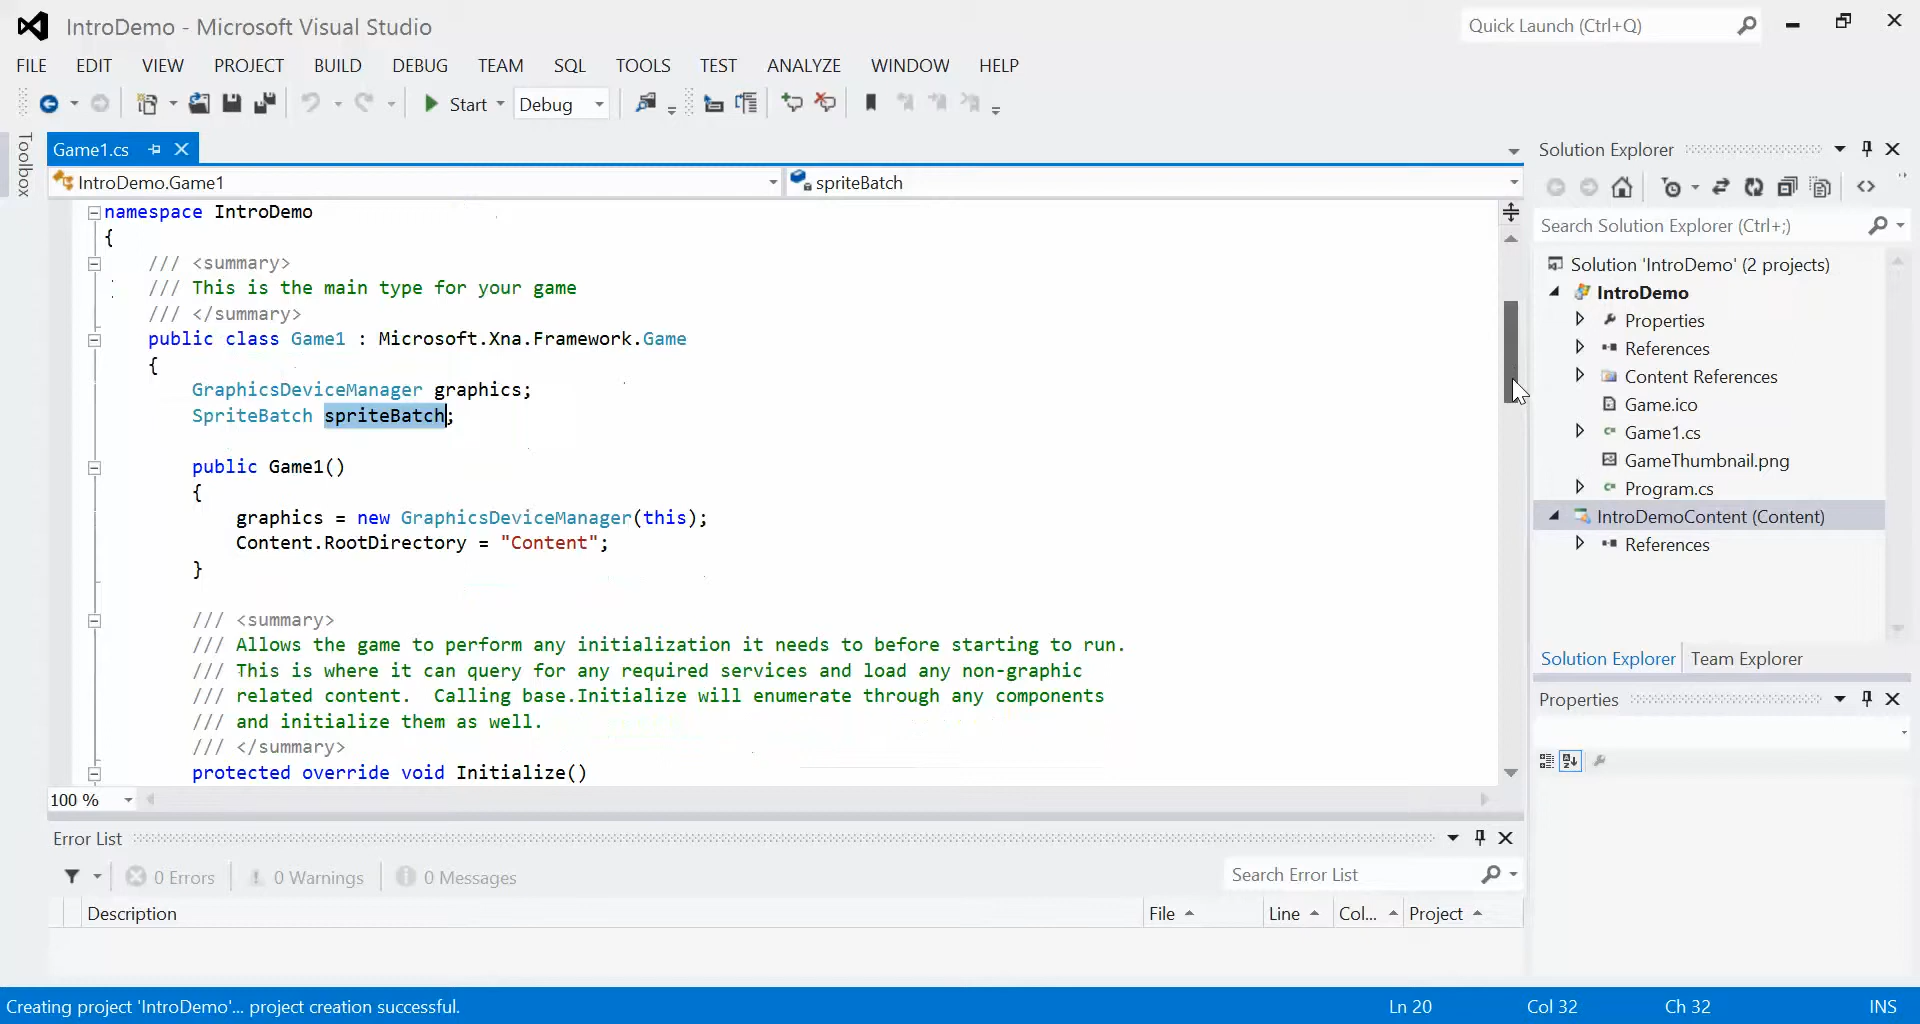 IntroDemo - Microsoft Visual Studio
Quick Launch (Ctrl+Q)
FILE EDIT VIEW PROJECT BUILD DEBUG TEAM SQL TOOLS TEST ANALYZE WINDOW HELP
Start Debug
Toolbox
Game1.cs
IntroDemo.Game1
spriteBatch
namespace IntroDemo
{
/// <summary>
/// This is the main type for your game
/// </summary>
public class Game1 : Microsoft.Xna.Framework.Game
{
GraphicsDeviceManager graphics;
SpriteBatch spriteBatch;
public Game1()
{
graphics = new GraphicsDeviceManager(this);
Content.RootDirectory = "Content";
}
/// <summary>
/// Allows the game to perform any initialization it needs to before starting to run.
/// This is where it can query for any required services and load any non-graphic
/// related content.  Calling base.Initialize will enumerate through any components
/// and initialize them as well.
/// </summary>
protected override void Initialize()
100 %
Solution Explorer
Search Solution Explorer (Ctrl+;)
Solution 'IntroDemo' (2 projects)
IntroDemo
Properties
References
Content References
Game.ico
Game1.cs
GameThumbnail.png
Program.cs
IntroDemoContent (Content)
References
Solution Explorer Team Explorer
Properties
Error List
0 Errors 0 Warnings 0 Messages
Search Error List
Description File Line Col... Project
Creating project 'IntroDemo'... project creation successful.
Ln 20 Col 32 Ch 32 INS